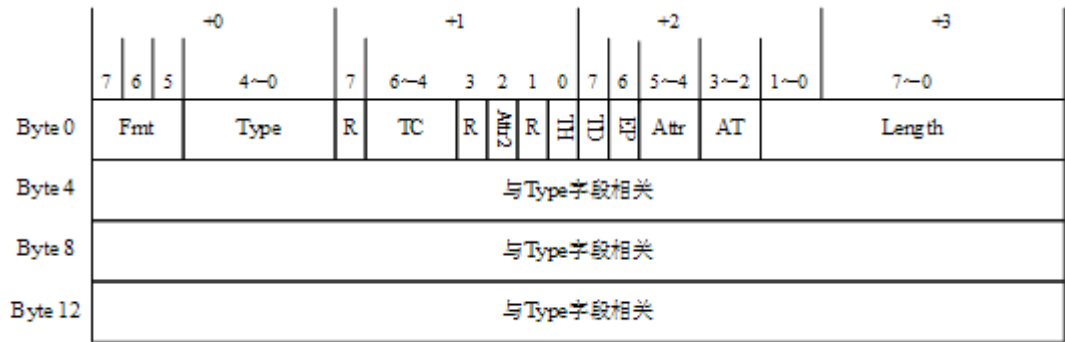 +0 +1 +2 +3
7 6 5 4~0 7 6~4 3 2 1 0 7 6 5~4 3~2 1~0 7~0
Byte 0 Fmt Type R TC R Attr2 R TH TD EP Attr AT Length
Byte 4 与Type字段相关
Byte 8 与Type字段相关
Byte 12 与Type字段相关